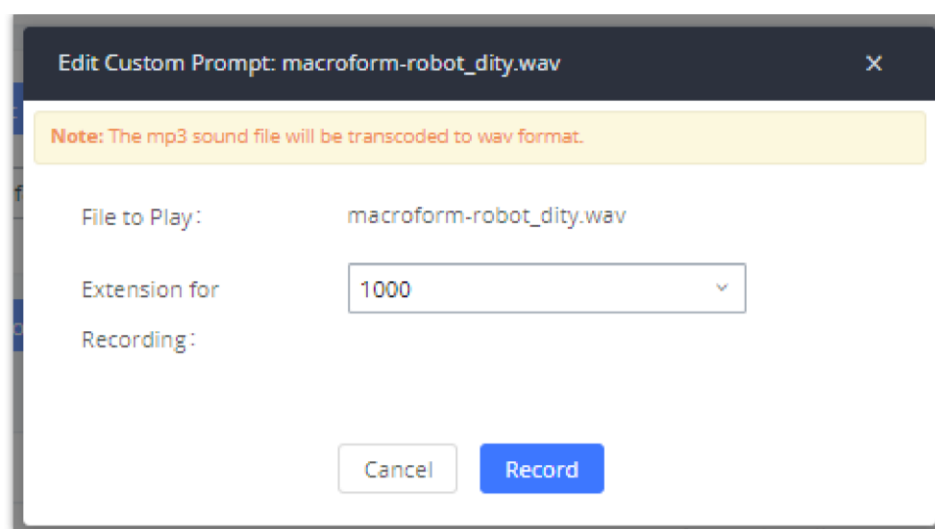 Edit Custom Prompt: macroform-robot_dity.wav
Note: The mp3 sound file will be transcoded to wav format.
File to Play: macroform-robot_dity.wav
Extension for 1000
Recording:
Cancel Record